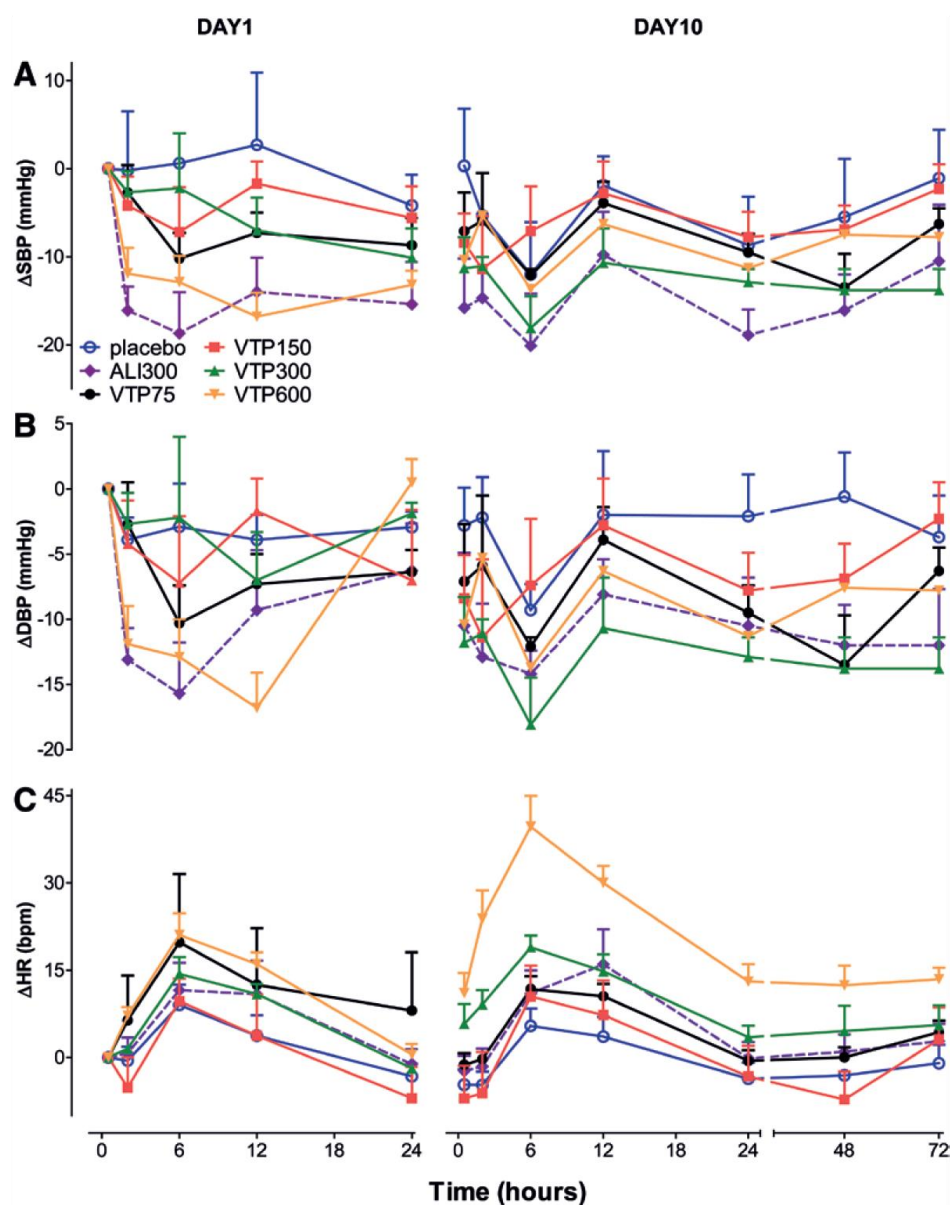 DAY1 DAY10
A
ΔSBP (mmHg)
10
0
-10
-20
placebo VTP150
ALI300 VTP300
VTP75 VTP600
B
ΔDBP (mmHg)
5
0
-5
-10
-15
-20
C
ΔHR (bpm)
45
30
15
0
0 6 12 18 24 0 6 12 18 24 48 72
Time (hours)